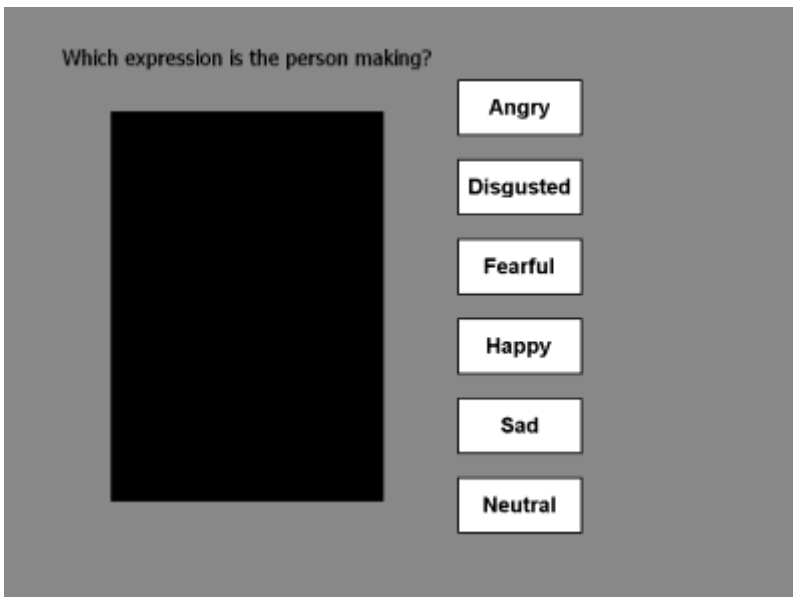 Which expression is the person making?
Angry
Disgusted
Fearful
Happy
Sad
Neutral